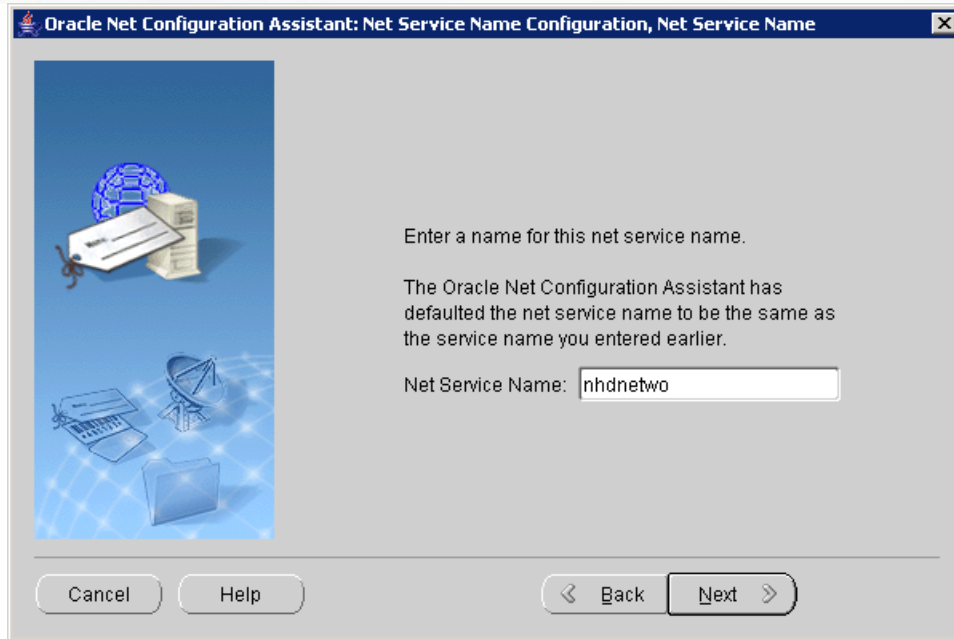 Oracle Net Configuration Assistant: Net Service Name Configuration, Net Service Name
Enter a name for this net service name.
The Oracle Net Configuration Assistant has
defaulted the net service name to be the same as
the service name you entered earlier.
Net Service Name: nhdnetwo
Cancel Help Back Next